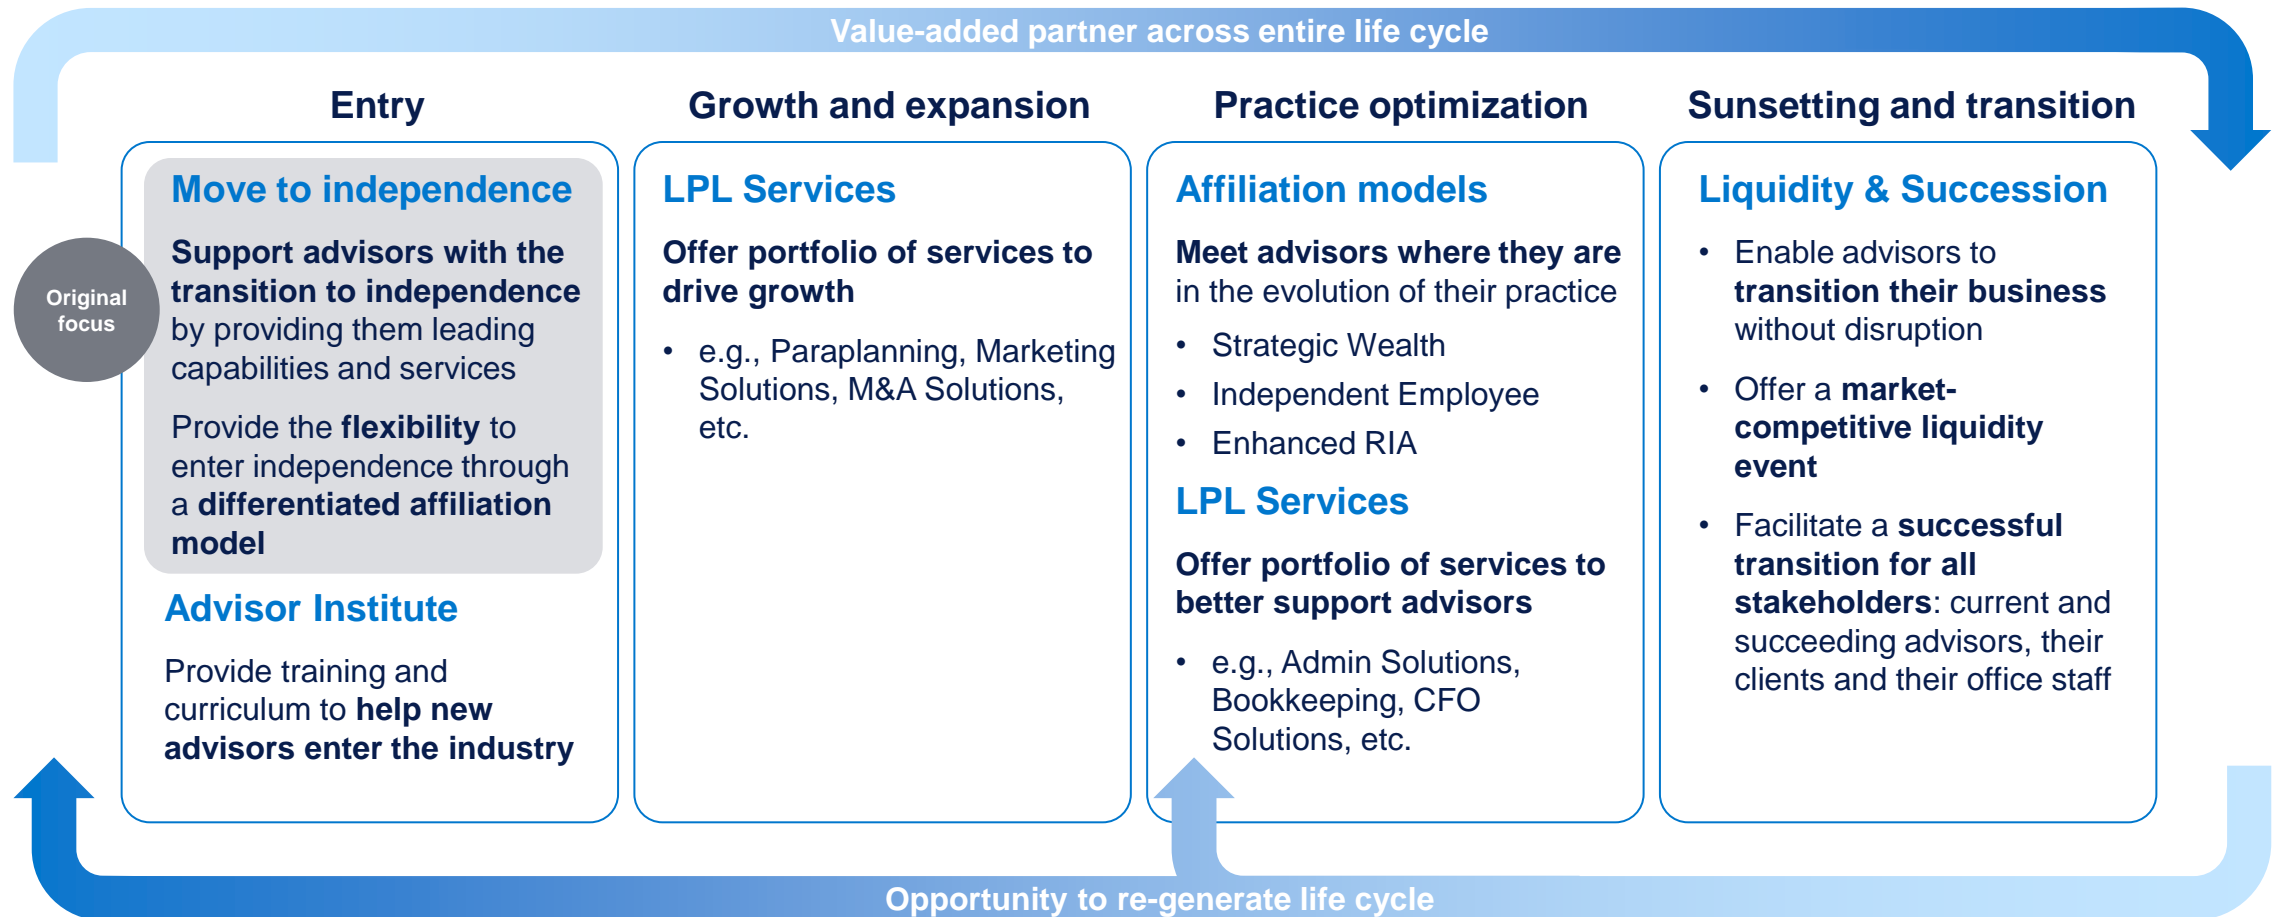 Value-added partner across entire life cycle
Entry
Original
focus
Move to independence
Support advisors with the
transition to independence
by providing them leading
capabilities and services
Provide the flexibility to
enter independence through
a differentiated affiliation
model
Advisor Institute
Provide training and
curriculum to help new
advisors enter the industry
Growth and expansion
LPL Services
Offer portfolio of services to
drive growth
• e.g., Paraplanning, Marketing
Solutions, M&A Solutions,
etc.
Practice optimization
Affiliation models
Meet advisors where they are
in the evolution of their practice
• Strategic Wealth
• Independent Employee
• Enhanced RIA
LPL Services
Offer portfolio of services to
better support advisors
• e.g., Admin Solutions,
Bookkeeping, CFO
Solutions, etc.
Sunsetting and transition
Liquidity & Succession
• Enable advisors to
transition their business
without disruption
• Offer a market-
competitive liquidity
event
• Facilitate a successful
transition for all
stakeholders: current and
succeeding advisors, their
clients and their office staff
Opportunity to re-generate life cycle